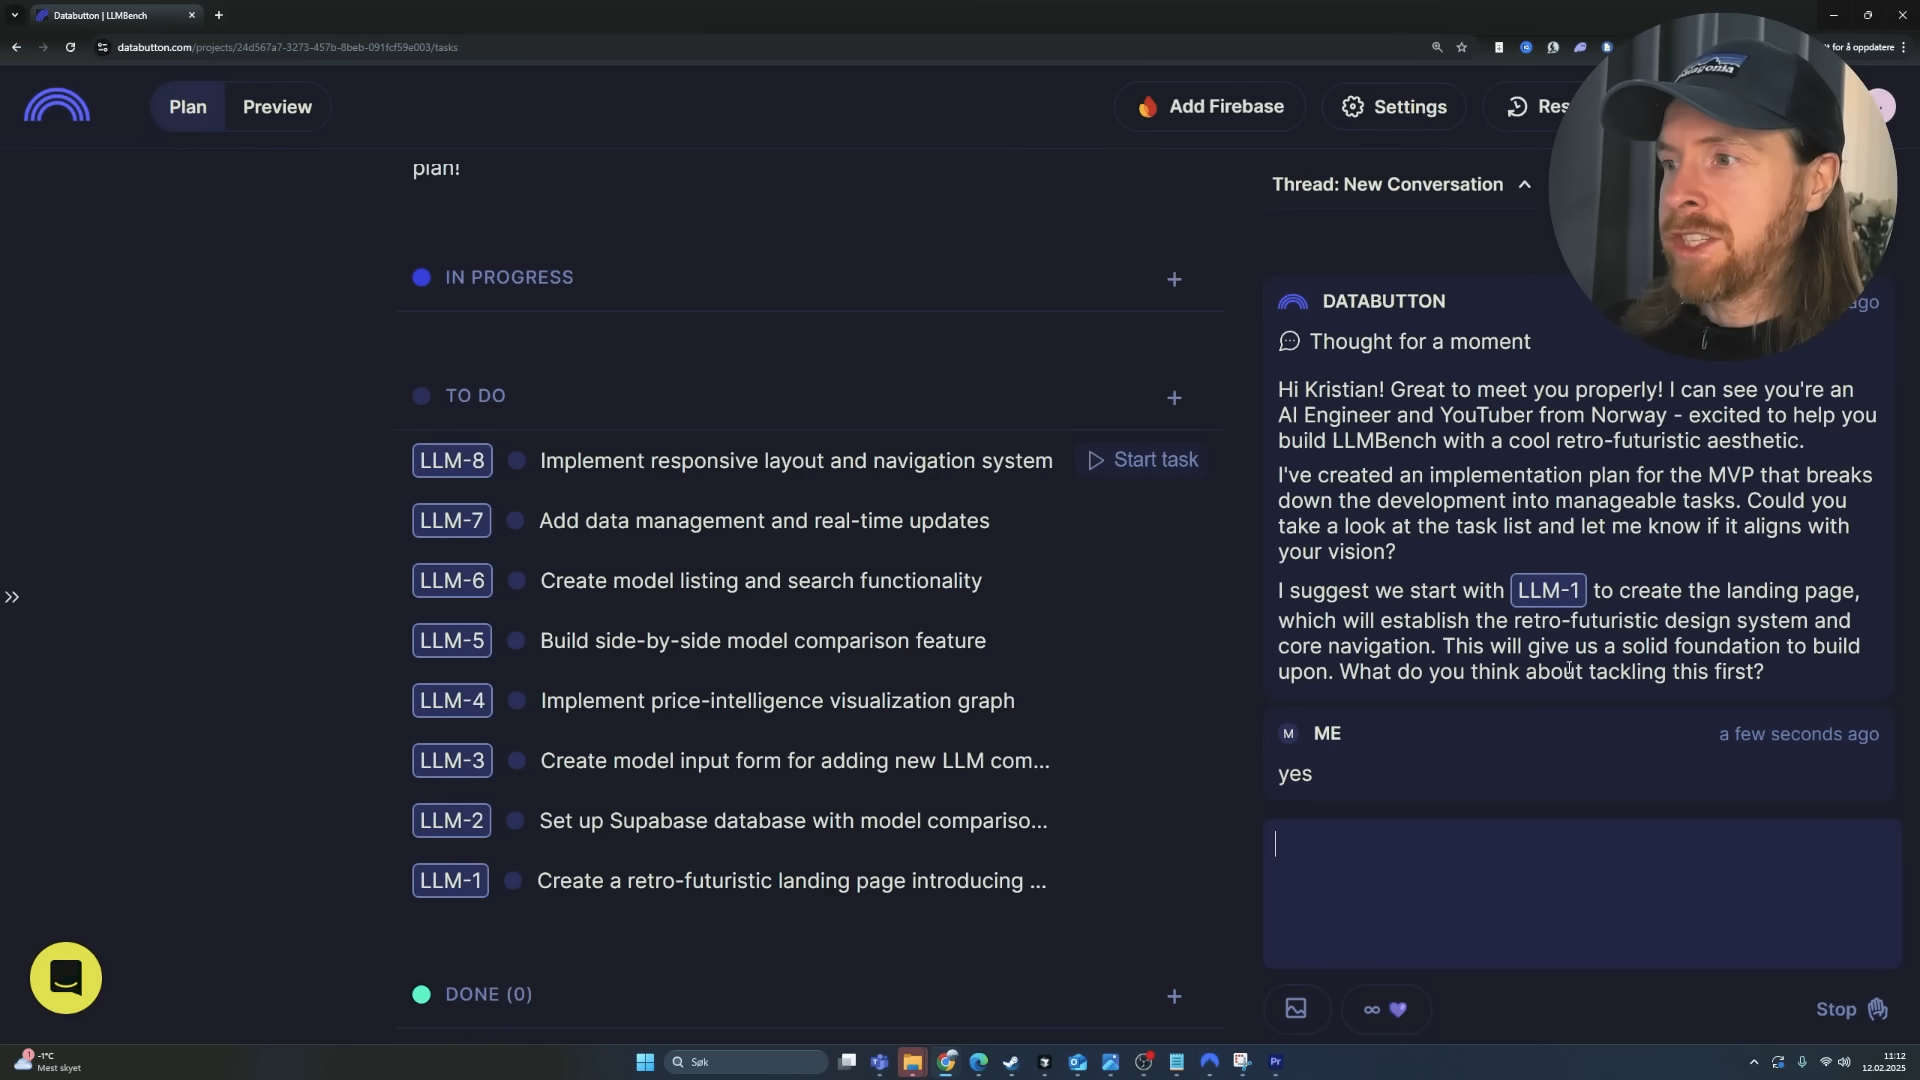 Databutton | LLMBench
databutton.com/projects/24d567a7-3273-457b-8beb-091fcf59e003/tasks
t for å oppdatere
Plan
Preview
Add Firebase
Settings
Res
plan!
IN PROGRESS
TO DO
LLM-8 Implement responsive layout and navigation system
Start task
LLM-7 Add data management and real-time updates
LLM-6 Create model listing and search functionality
LLM-5 Build side-by-side model comparison feature
LLM-4 Implement price-intelligence visualization graph
LLM-3 Create model input form for adding new LLM com...
LLM-2 Set up Supabase database with model compariso...
LLM-1 Create a retro-futuristic landing page introducing ...
DONE (0)
Thread: New Conversation
patagonia
DATABUTTON
ago
Thought for a moment
Hi Kristian! Great to meet you properly! I can see you're an
AI Engineer and YouTuber from Norway - excited to help you
build LLMBench with a cool retro-futuristic aesthetic.
I've created an implementation plan for the MVP that breaks
down the development into manageable tasks. Could you
take a look at the task list and let me know if it aligns with
your vision?
I suggest we start with LLM-1 to create the landing page,
which will establish the retro-futuristic design system and
core navigation. This will give us a solid foundation to build
upon. What do you think about tackling this first?
M ME
a few seconds ago
yes
Stop
1
-1°C
Mest skyet
Søk
Pr
11:12
12.02.2025